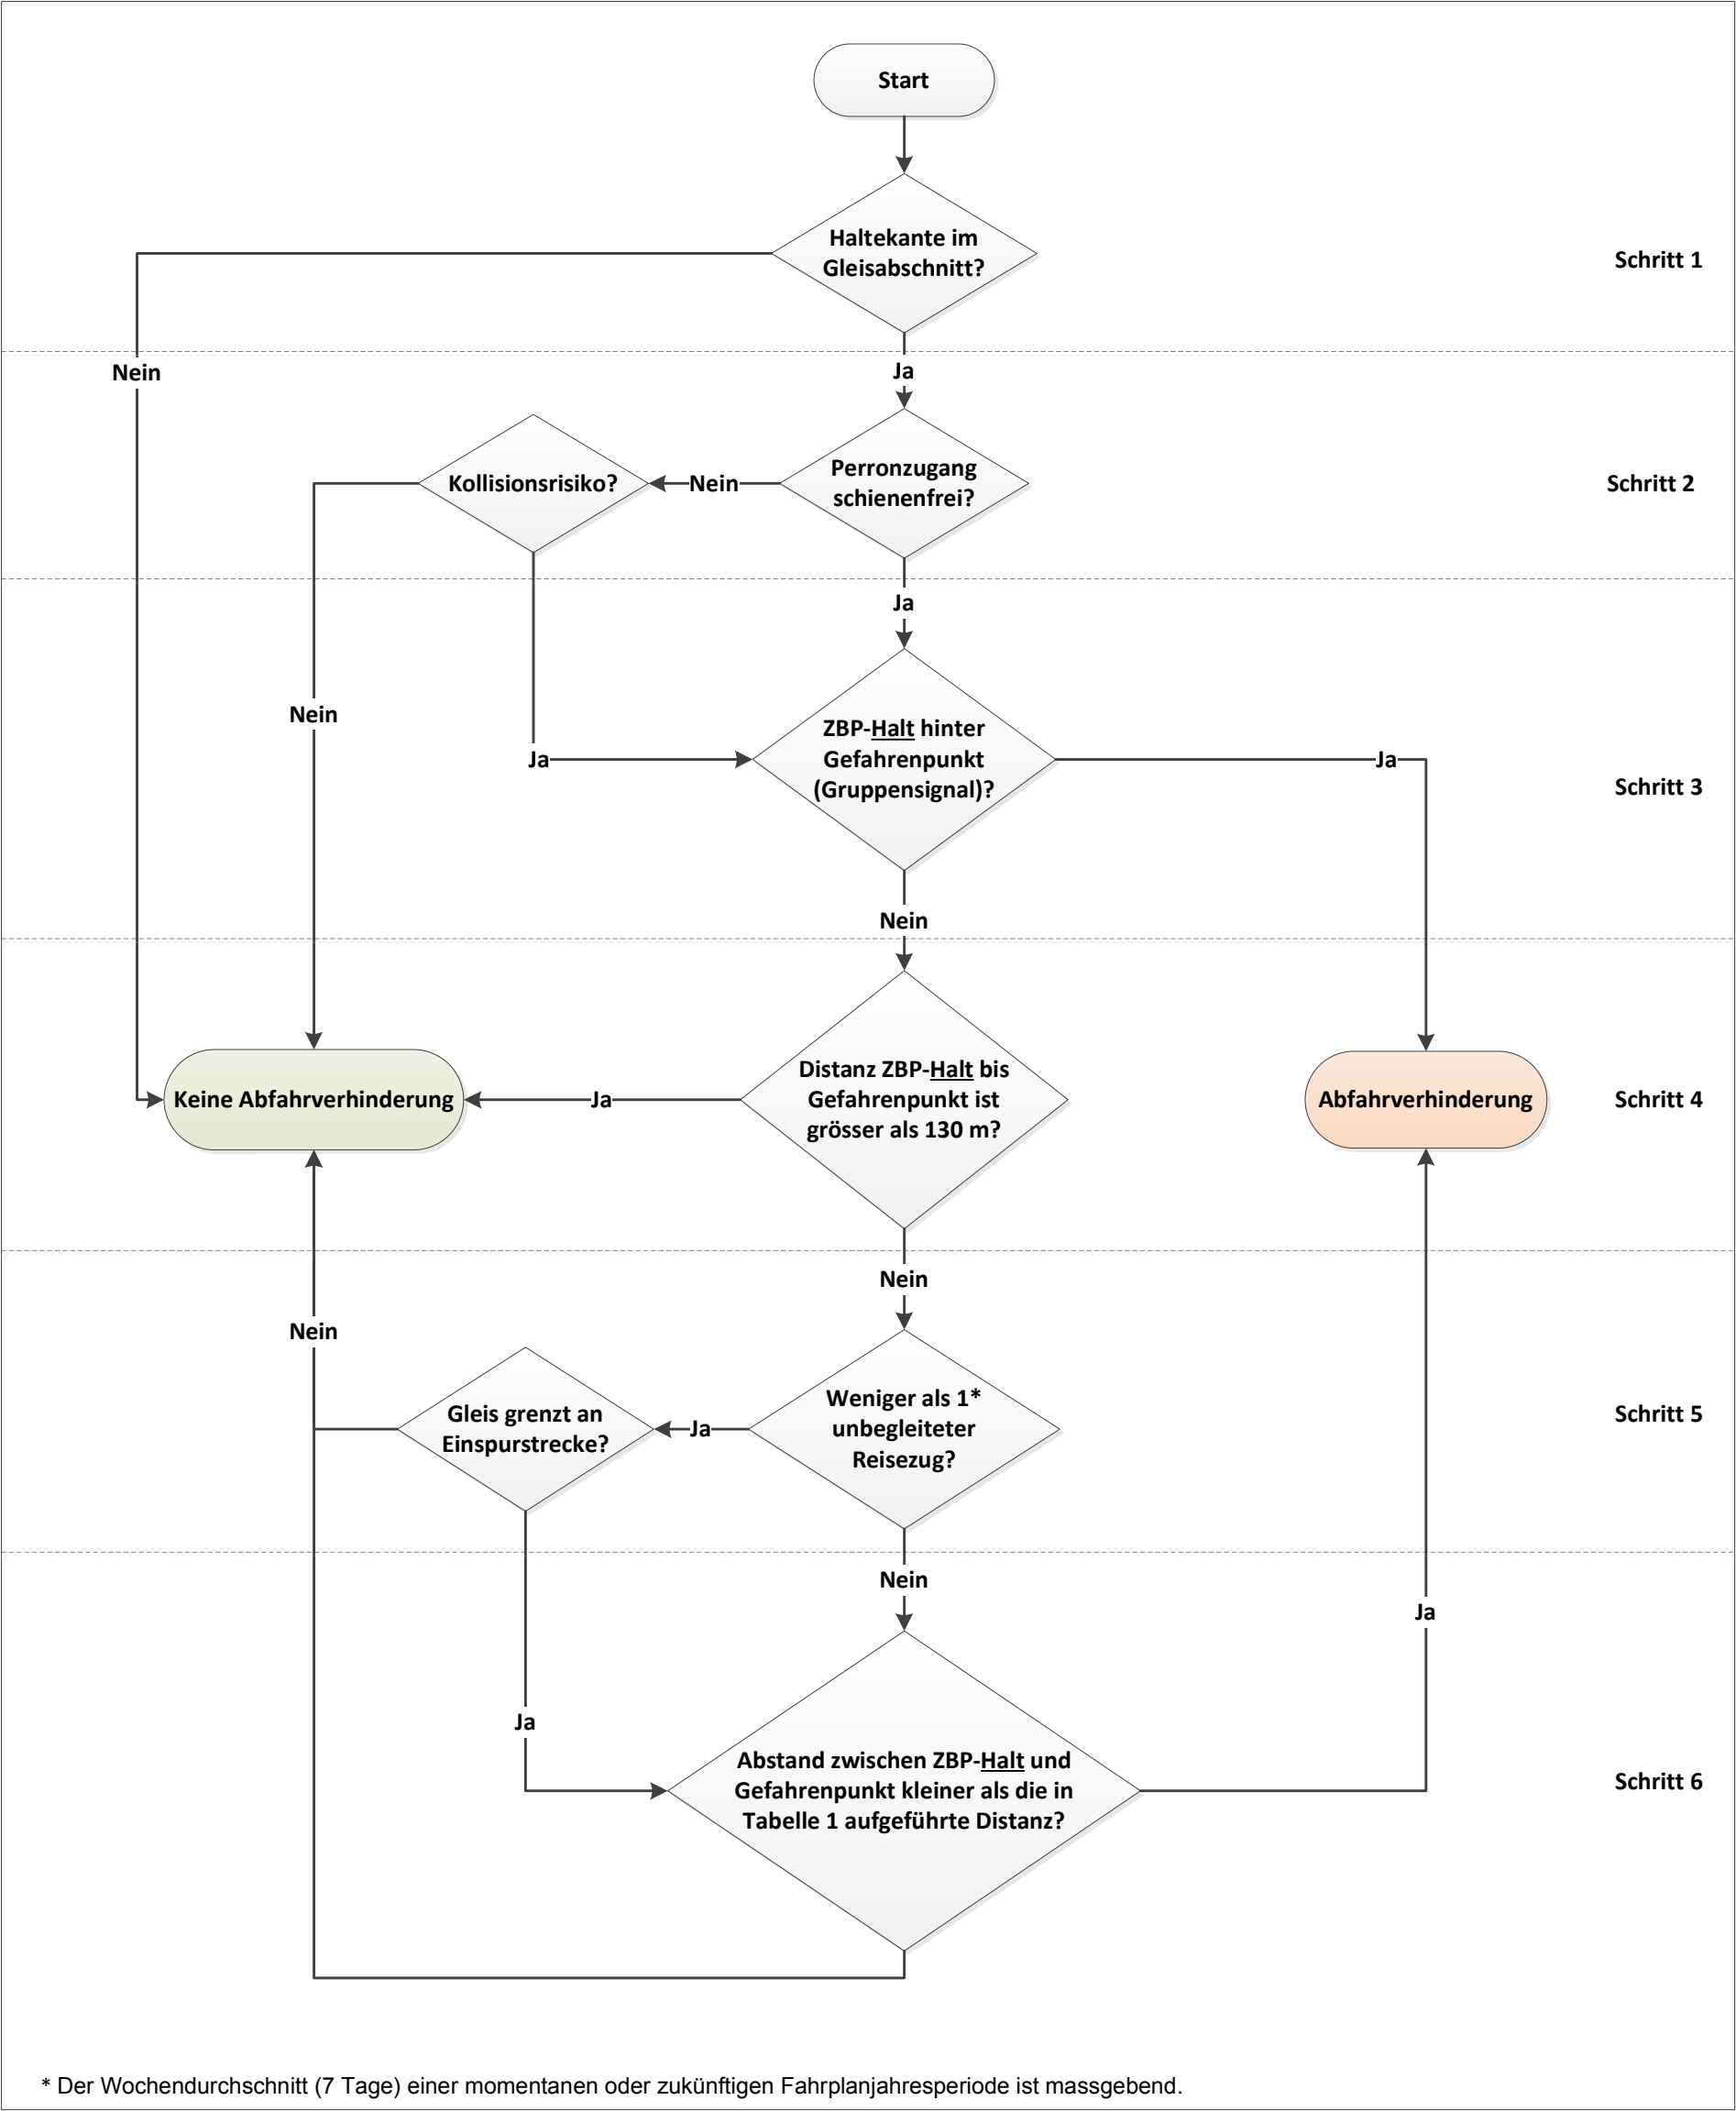 Start
Haltekante im
Gleisabschnitt?
Schritt 1
Nein
Ja
Kollisionsrisiko?
Nein
Perronzugang
schienenfrei?
Schritt 2
Ja
Nein
Ja
ZBP-Halt hinter
Gefahrenpunkt
(Gruppensignal)?
Ja
Schritt 3
Nein
Keine Abfahrverhinderung
Ja
Distanz ZBP-Halt bis
Gefahrenpunkt ist
grösser als 130 m?
Abfahrverhinderung
Schritt 4
Nein
Nein
Gleis grenzt an
Einspurstrecke?
Ja
Weniger als 1*
unbegleiteter
Reisezug?
Schritt 5
Nein
Ja
Ja
Abstand zwischen ZBP-Halt und
Gefahrenpunkt kleiner als die in
Tabelle 1 aufgeführte Distanz?
Schritt 6
* Der Wochendurchschnitt (7 Tage) einer momentanen oder zukünftigen Fahrplanjahresperiode ist massgebend.